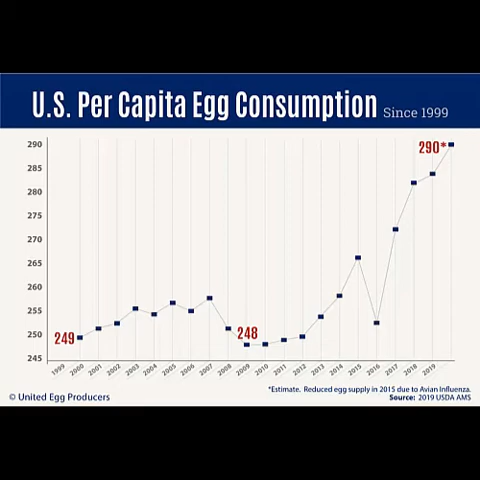 U.S. Per Capita Egg Consumption Since 1999
290
285
280
275
270
265
260
255
250
245
290*
249
248
1999 2000 2001 2002 2003 2004 2005 2006 2007 2008 2009 2010 2011 2012 2013 2014 2015 2016 2017 2018 2019
*Estimate. Reduced egg supply in 2015 due to Avian Influenza.
© United Egg Producers
Source: 2019 USDA AMS